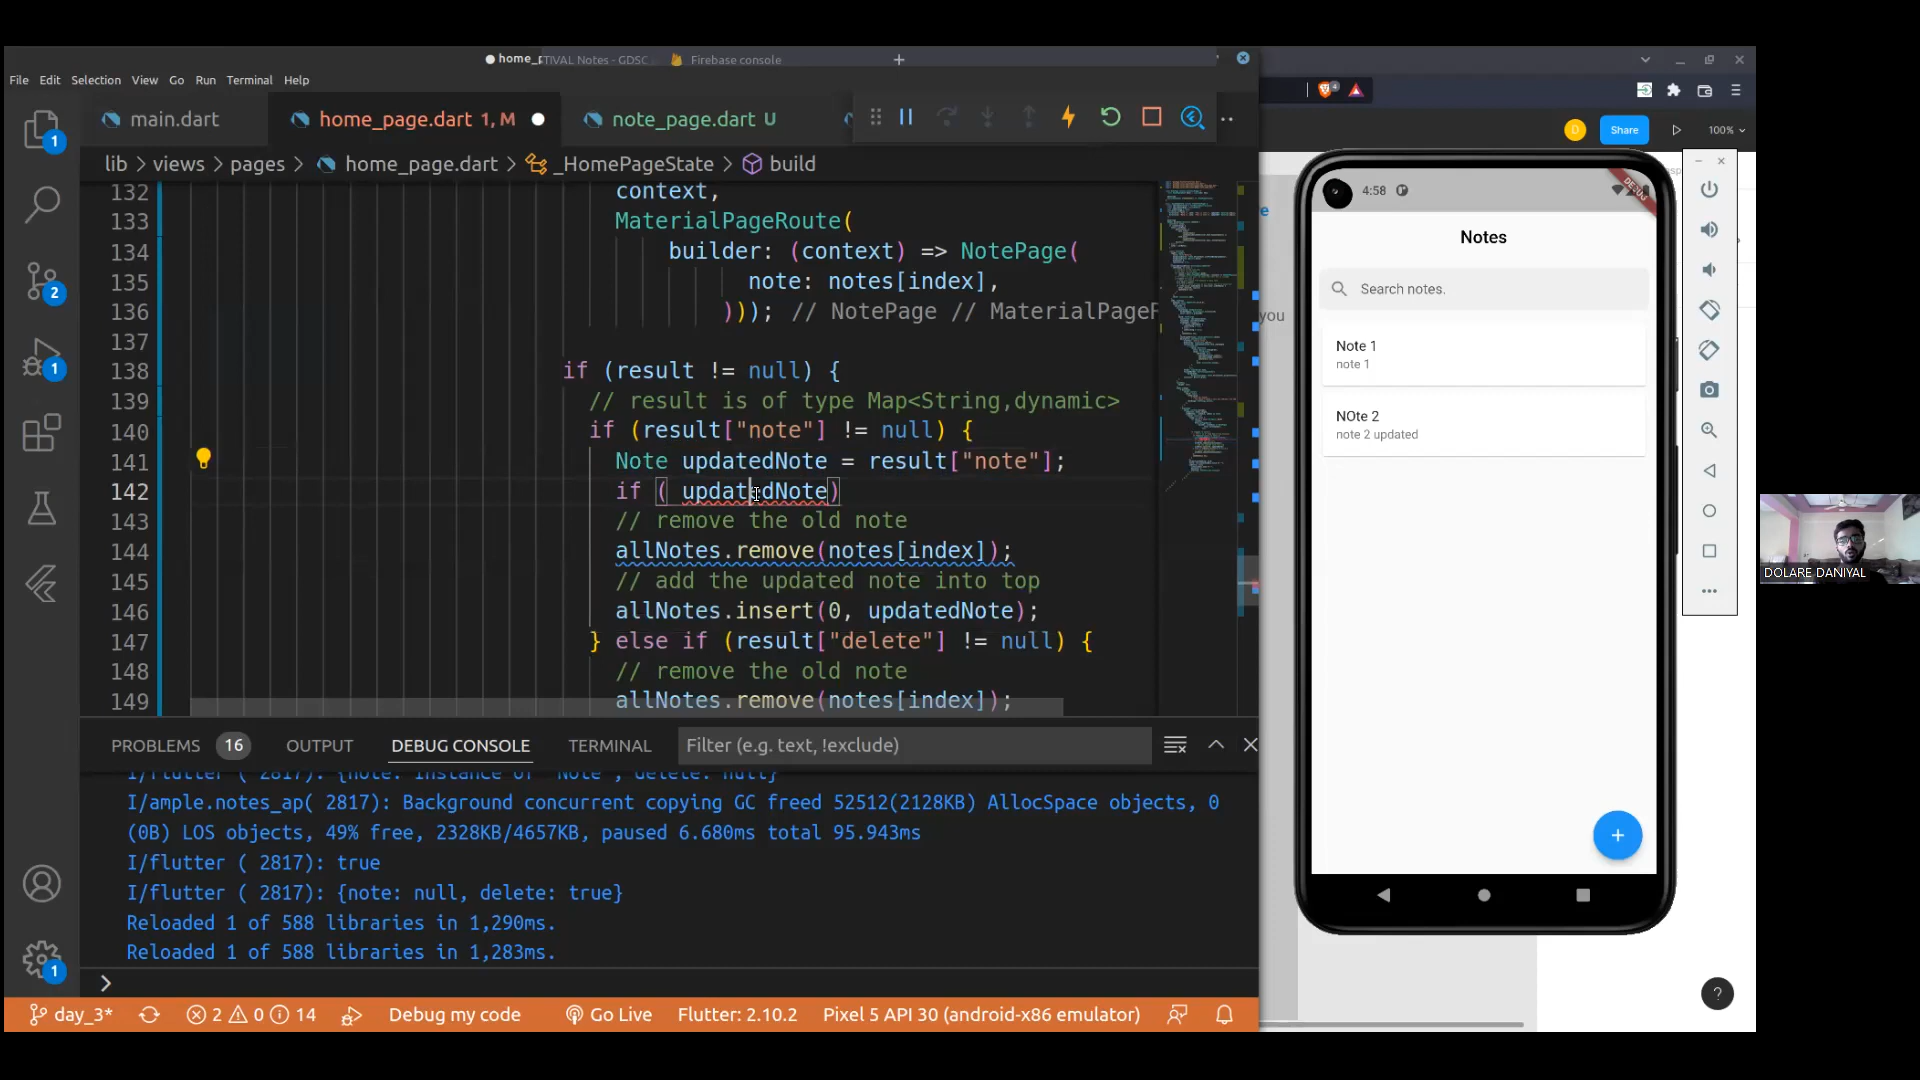 home_p
TIVAL Notes - GDSC
Firebase console
File Edit Selection View Go Run Terminal Help
main.dart
home_page.dart 1, M
note_page.dart U
lib > views > pages > home_page.dart > _HomePageState > build
132 context,
133 MaterialPageRoute(
134 builder: (context) => NotePage(
135 note: notes[index],
136 ))); // NotePage // MaterialPageR
137
138 if (result != null) {
139 // result is of type Map<String,dynamic>
140 if (result["note"] != null) {
141 Note updatedNote = result["note"];
142 if ( updatedNote)
143 // remove the old note
144 allNotes.remove(notes[index]);
145 // add the updated note into top
146 allNotes.insert(0, updatedNote);
147 } else if (result["delete"] != null) {
148 // remove the old note
149 allNotes.remove(notes[index]);
PROBLEMS 16 OUTPUT DEBUG CONSOLE TERMINAL Filter (e.g. text, !exclude)
I/flutter ( 2817): {note: Instance of 'Note', delete: null}
I/ample.notes_ap( 2817): Background concurrent copying GC freed 52512(2128KB) AllocSpace objects, 0
(0B) LOS objects, 49% free, 2328KB/4657KB, paused 6.680ms total 95.943ms
I/flutter ( 2817): true
I/flutter ( 2817): {note: null, delete: true}
Reloaded 1 of 588 libraries in 1,290ms.
Reloaded 1 of 588 libraries in 1,283ms.
>
day_3* 2 0 14 Debug my code Go Live Flutter: 2.10.2 Pixel 5 API 30 (android-x86 emulator)
1
2
1
1
4
D
Share
100%
e
you
4:58
DEBUG
Notes
Search notes.
Note 1
note 1
NOte 2
note 2 updated
+
?
DOLARE DANIYAL